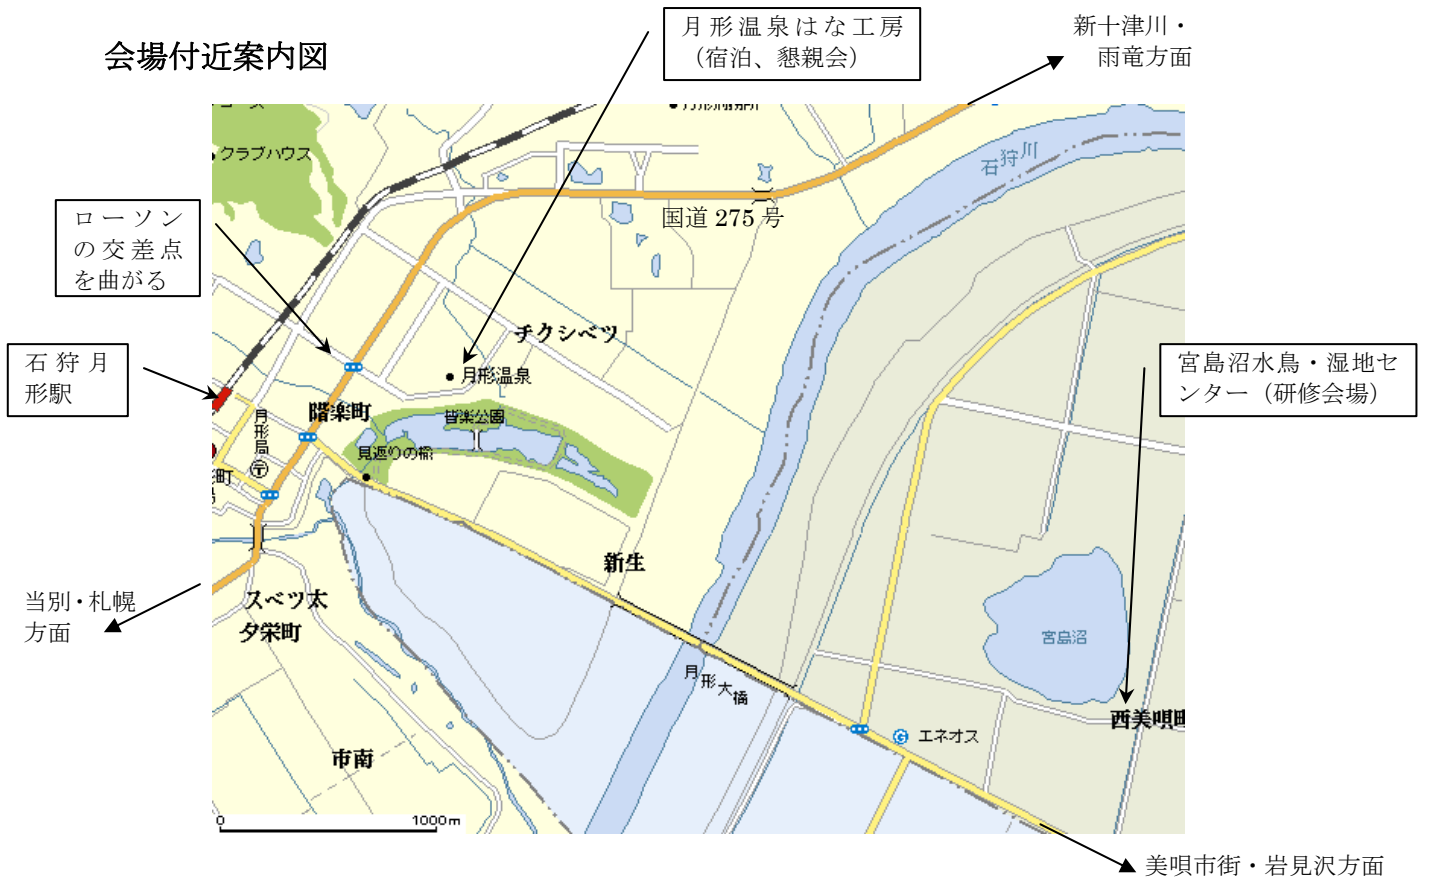 会場付近案内図
月形温泉はな工房
（宿泊、懇親会）
新十津川・
雨竜方面
クラブハウス
石狩川
ローソン
の交差点
を曲がる
国道 275 号
チクシベツ
石狩月
形駅
月形温泉
宮島沼水鳥・湿地セ
ンター（研修会場）
階楽町
月形局
皆楽公園
見返りの橋
町
新生
当別・札幌
方面
スベツ太
夕栄町
宮島沼
月形大橋
西美唄町
エネオス
市南
0 1000m
美唄市街・岩見沢方面